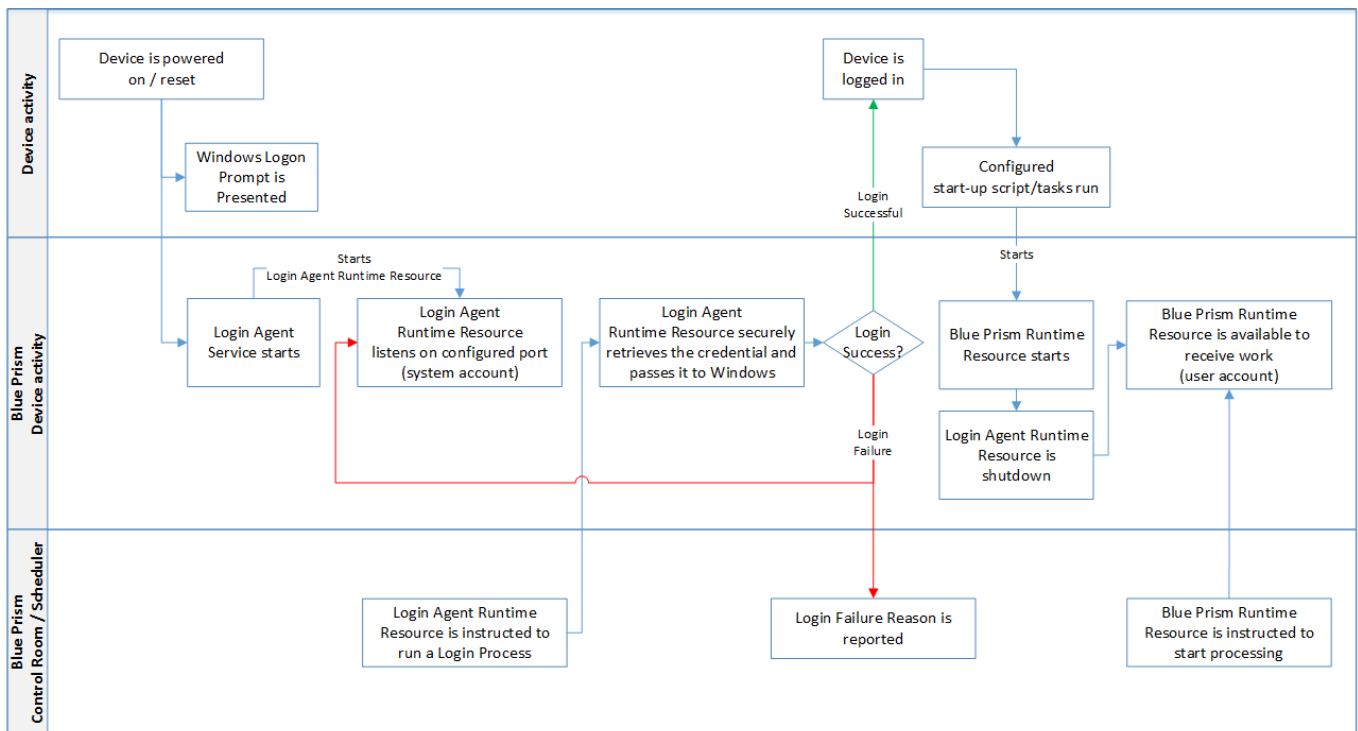 Device activity
Device is powered
on / reset
Windows Logon
Prompt is
Presented
Device is
logged in
Configured
start-up script/tasks run
Login
Successful
Blue Prism
Device activity
Starts
Login Agent Runtime Resource
Login Agent
Service starts
Login Agent
Runtime Resource
listens on configured port
(system account)
Login Agent
Runtime Resource securely
retrieves the credential and
passes it to Windows
Login
Success?
Login
Failure
Starts
Blue Prism Runtime
Resource starts
Login Agent Runtime
Resource is
shutdown
Blue Prism Runtime
Resource is available to
receive work
(user account)
Blue Prism
Control Room / Scheduler
Login Agent Runtime
Resource is instructed to
run a Login Process
Login Failure Reason is
reported
Blue Prism Runtime
Resource is instructed to
start processing